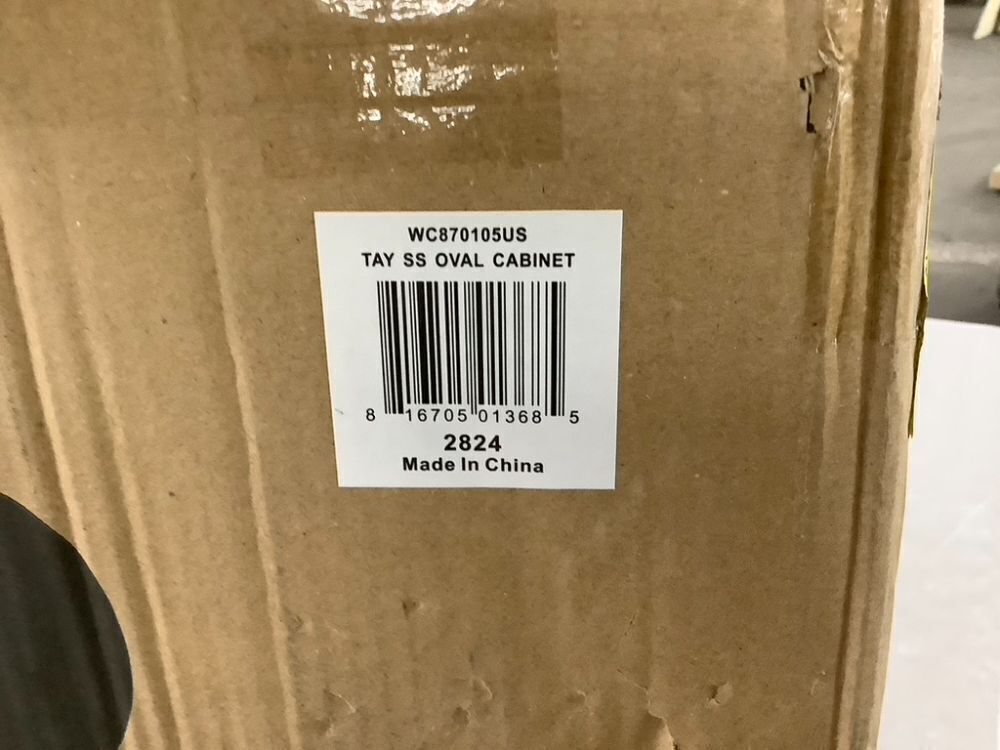 WC870105US
TAY SS OVAL CABINET
8 16705 01368 5
2824
Made In China